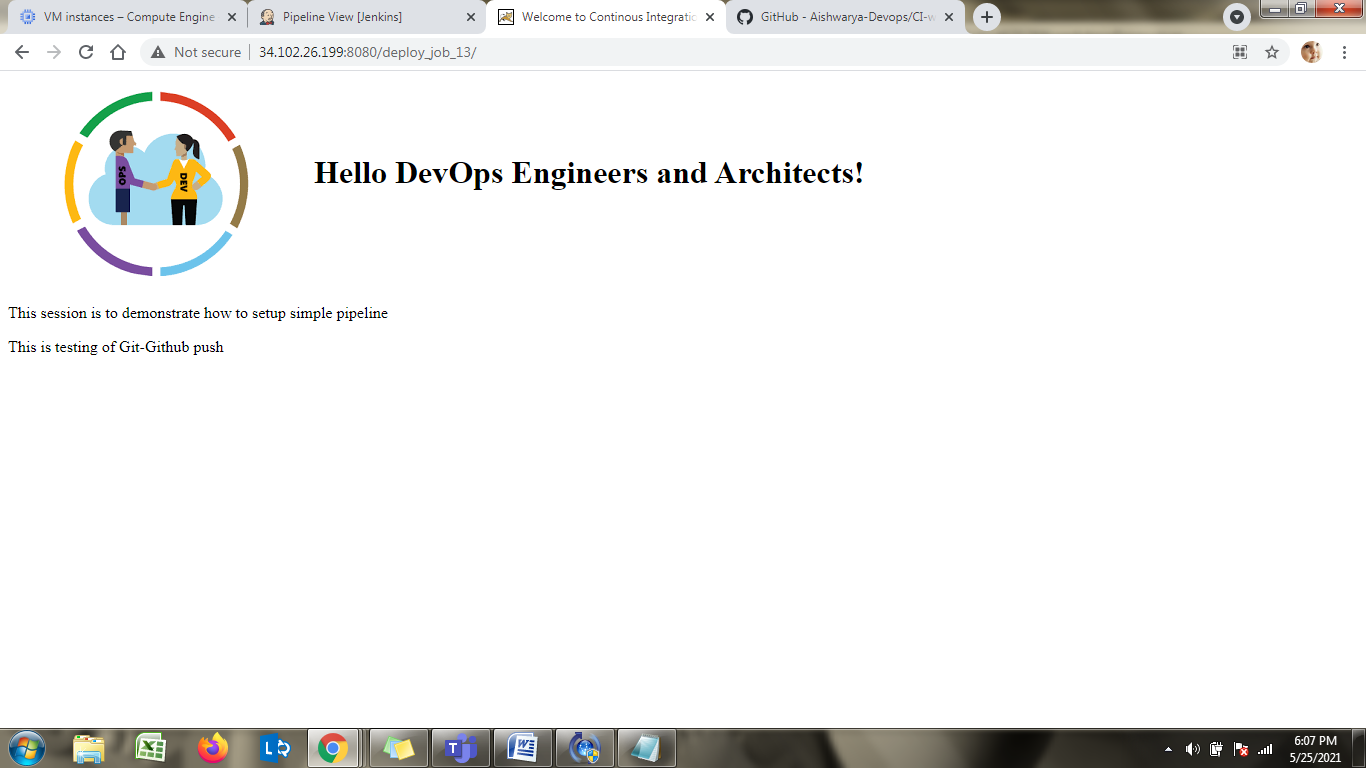 VM instances – Compute Engine
Pipeline View [Jenkins]
Welcome to Continous Integratio
GitHub - Aishwarya-Devops/CI-w
Not secure
34.102.26.199:8080/deploy_job_13/
OPS
DEV
Hello DevOps Engineers and Architects!
This session is to demonstrate how to setup simple pipeline
This is testing of Git-Github push
6:07 PM
5/25/2021